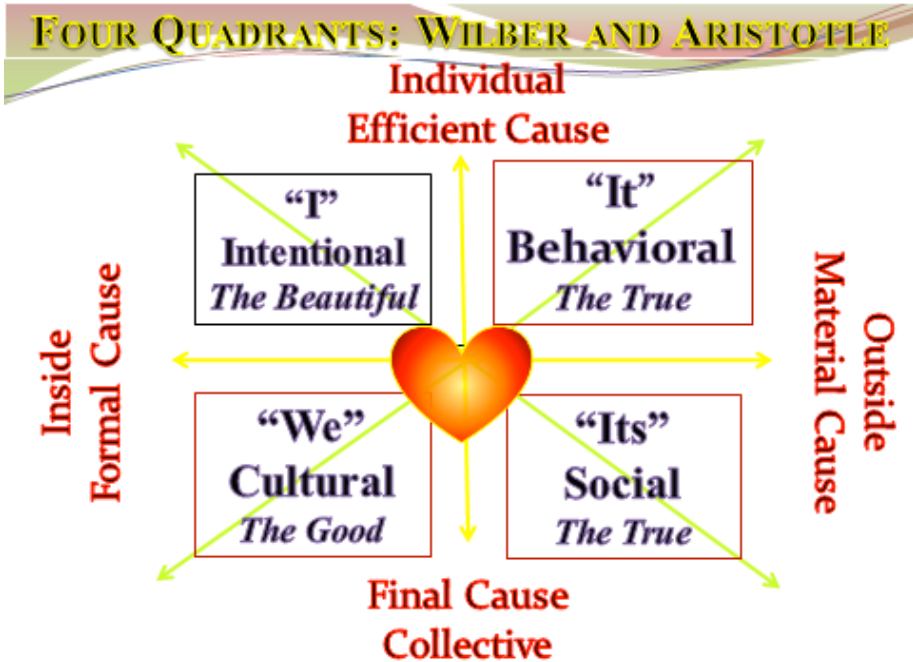 FOUR QUADRANTS: WILBER AND ARISTOTLE
Individual
Efficient Cause
“I”
Intentional
The Beautiful
“It”
Behavioral
The True
Inside
Formal Cause
Outside
Material Cause
“We”
Cultural
The Good
“Its”
Social
The True
Final Cause
Collective